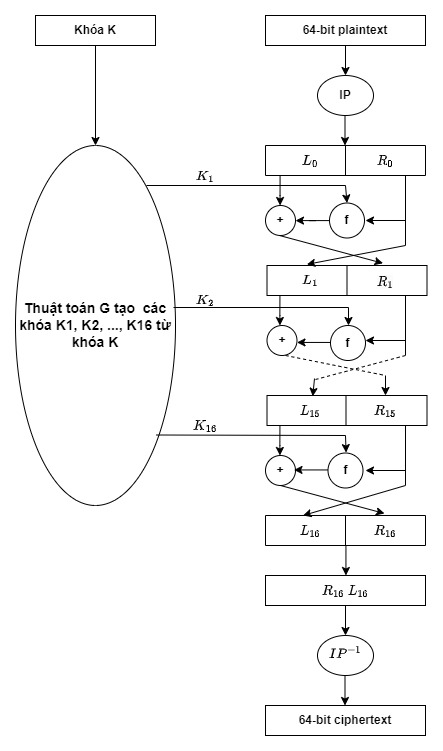 Khóa K
64-bit plaintext
IP
L₀ R₀
K₁
+ f
L₁ R₁
Thuật toán G tạo các
khóa K1, K2, ..., K16 từ
khóa K
K₂
+ f
L₁₅ R₁₅
K₁₆
+ f
L₁₆ R₁₆
R₁₆ L₁₆
IP⁻¹
64-bit ciphertext